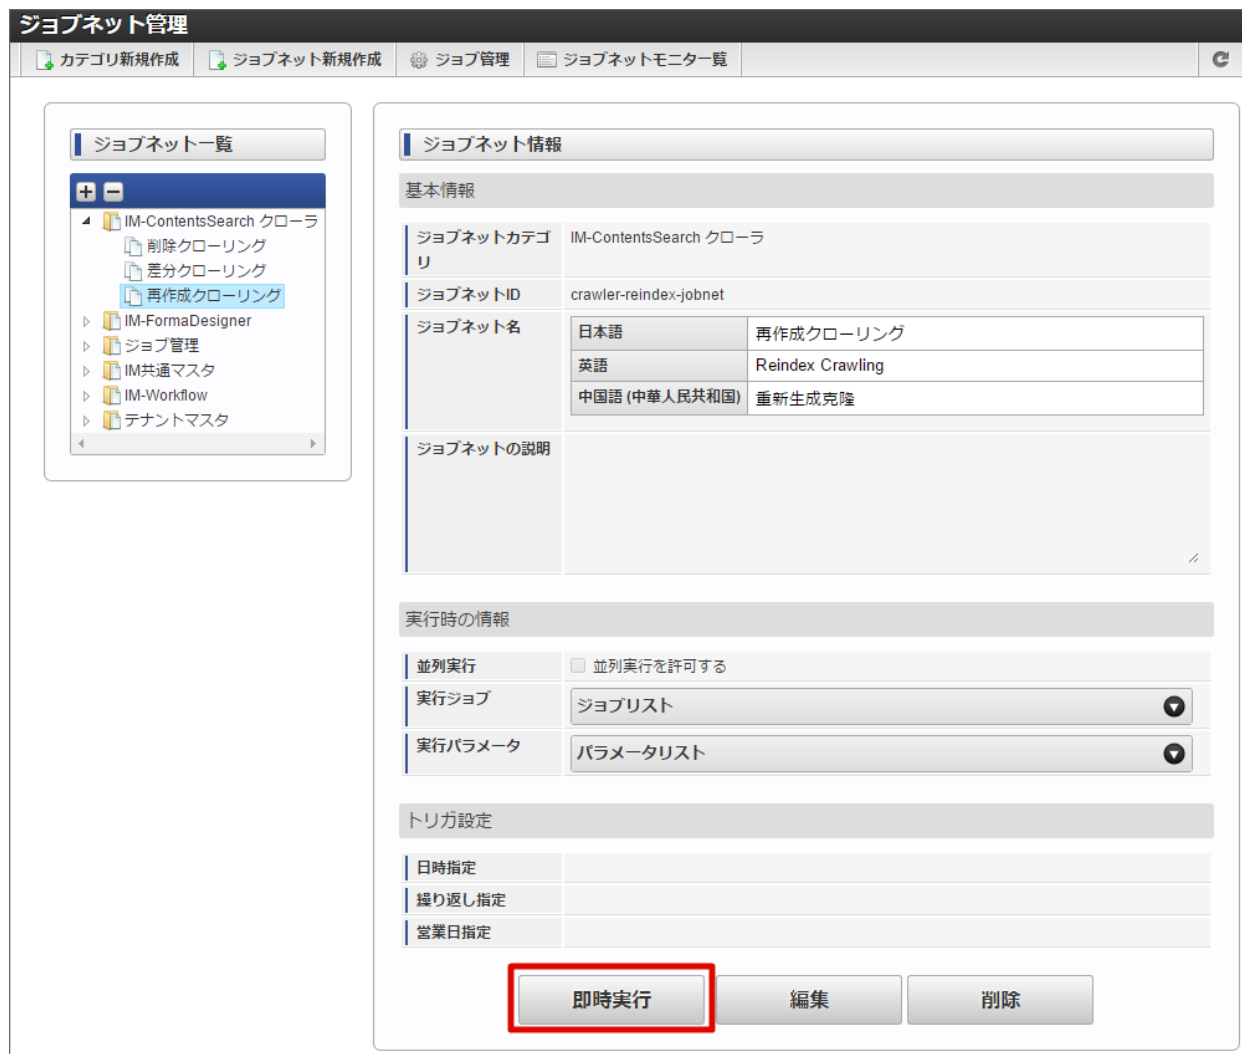 ジョブネット管理
カテゴリ新規作成 ジョブネット新規作成 ジョブ管理 ジョブネットモニター覧
ジョブネット一覧
IM-ContentsSearch クローラ
削除クローリング
差分クローリング
再作成クローリング
IM-FormaDesigner
ジョブ管理
IM共通マスタ
IM-Workflow
テナントマスタ
ジョブネット情報
基本情報
ジョブネットカテゴリ IM-ContentsSearch クローラ
ジョブネットID crawler-reindex-jobnet
ジョブネット名
日本語 再作成クローリング
英語 Reindex Crawling
中国語 (中華人民共和国) 重新生成克隆
ジョブネットの説明
実行時の情報
並列実行 並列実行を許可する
実行ジョブ ジョブリスト
実行パラメータ パラメータリスト
トリガ設定
日時指定
繰り返し指定
営業日指定
即時実行 編集 削除